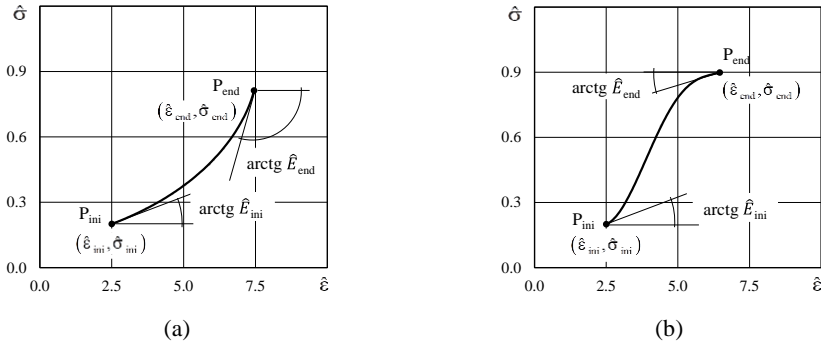 σ̂
0.9
0.6
0.3
0.0
P_end
(ε̂_end, σ̂_end)
arctg Ê_end
P_ini
arctg Ê_ini
(ε̂_ini, σ̂_ini)
0.0 2.5 5.0 7.5 ε̂
(a)
σ̂
0.9
0.6
0.3
0.0
P_end
arctg Ê_end
(ε̂_end, σ̂_end)
P_ini
arctg Ê_ini
(ε̂_ini, σ̂_ini)
0.0 2.5 5.0 7.5 ε̂
(b)